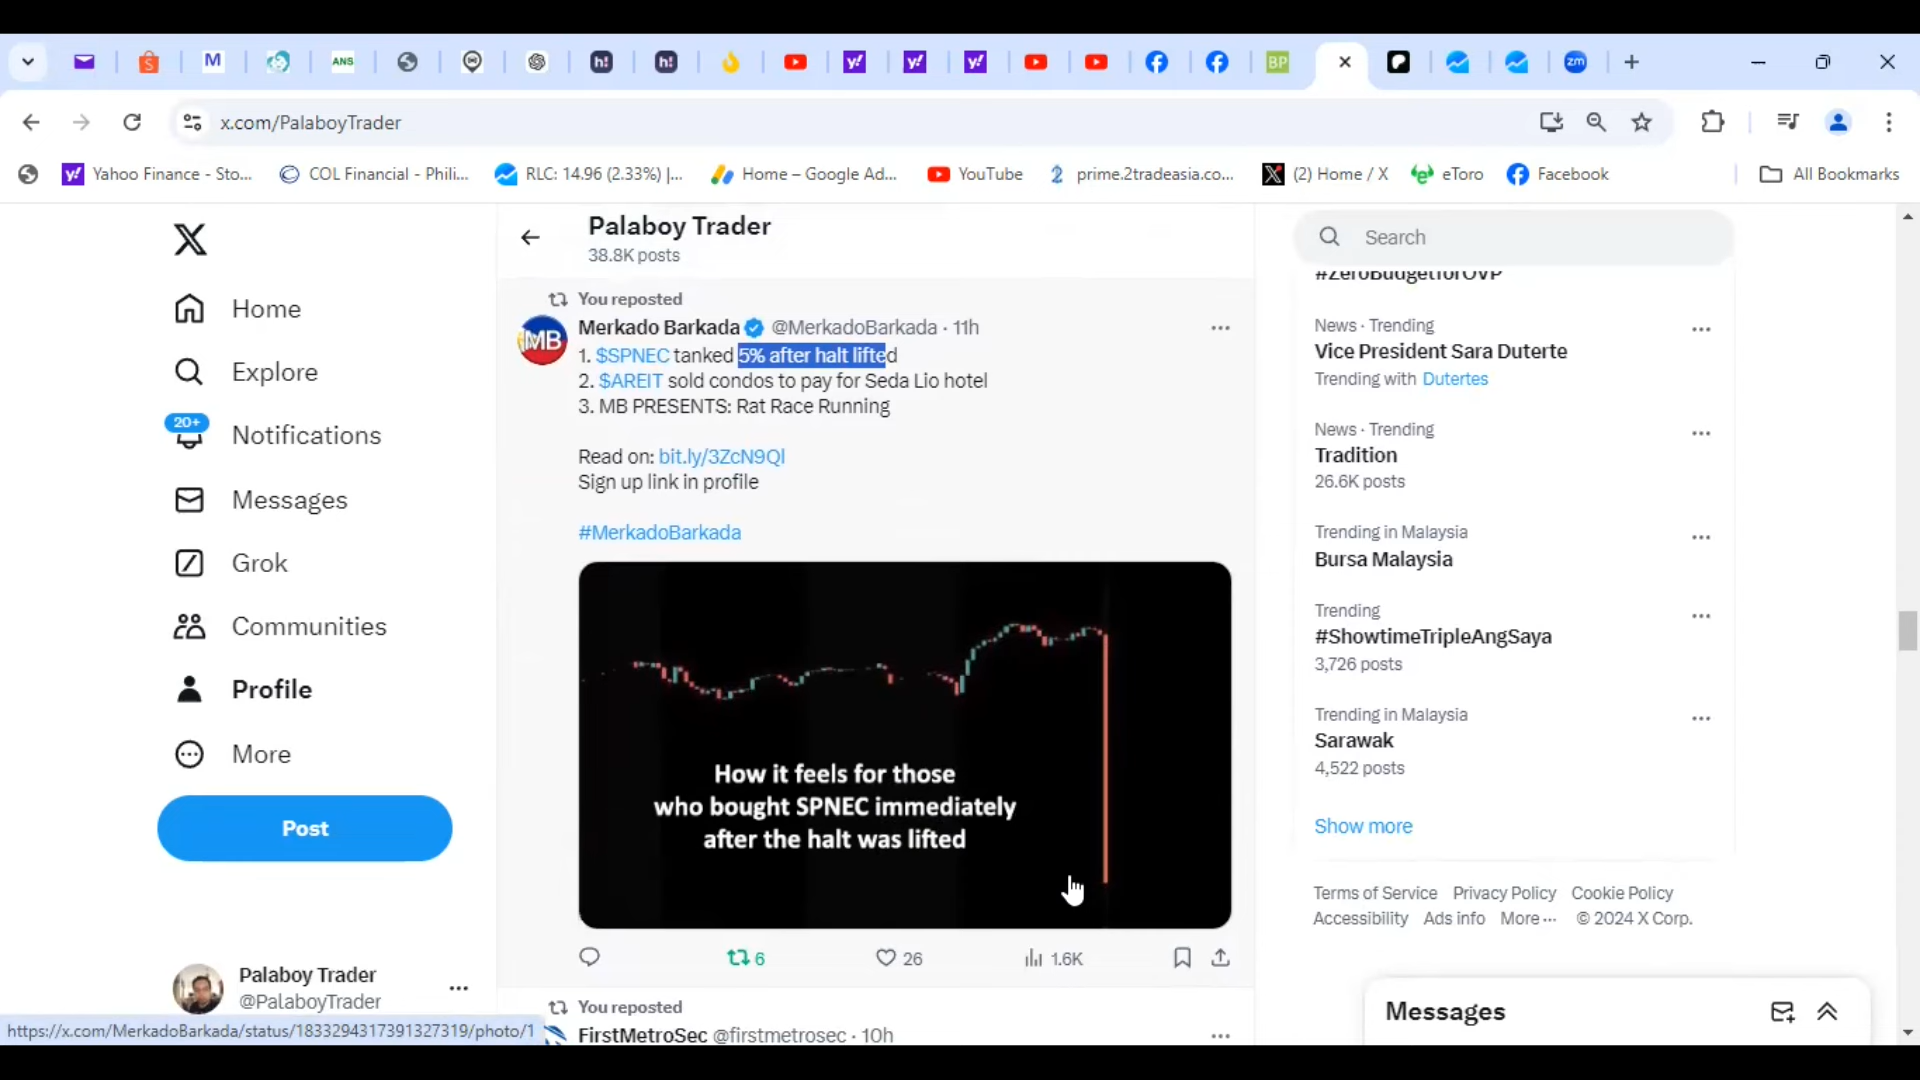 M
ANS
h!
h!
y!
y!
y!
BP
zm
x.com/PalaboyTrader
Yahoo Finance - Sto...
COL Financial - Phili...
RLC: 14.96 (2.33%) |...
Home – Google Ad...
YouTube
2 prime.2tradeasia.co...
(2) Home / X
eToro
Facebook
All Bookmarks
Home
Explore
20+
Notifications
Messages
Grok
Communities
Profile
More
Post
Palaboy Trader
@PalaboyTrader
https://x.com/MerkadoBarkada/status/1833294317391327319/photo/1
Palaboy Trader
38.8K posts
You reposted
MB
Merkado Barkada @MerkadoBarkada · 11h
1. $SPNEC tanked 5% after halt lifted
2. $AREIT sold condos to pay for Seda Lio hotel
3. MB PRESENTS: Rat Race Running
Read on: bit.ly/3ZcN9Ql
Sign up link in profile
#MerkadoBarkada
How it feels for those
who bought SPNEC immediately
after the halt was lifted
6
26
1.6K
You reposted
FirstMetroSec @firstmetrosec · 10h
Search
#ZeroBudgetforOVP
News · Trending
Vice President Sara Duterte
Trending with Dutertes
News · Trending
Tradition
26.6K posts
Trending in Malaysia
Bursa Malaysia
Trending
#ShowtimeTripleAngSaya
3,726 posts
Trending in Malaysia
Sarawak
4,522 posts
Show more
Terms of Service Privacy Policy Cookie Policy
Accessibility Ads info More ··· © 2024 X Corp.
Messages